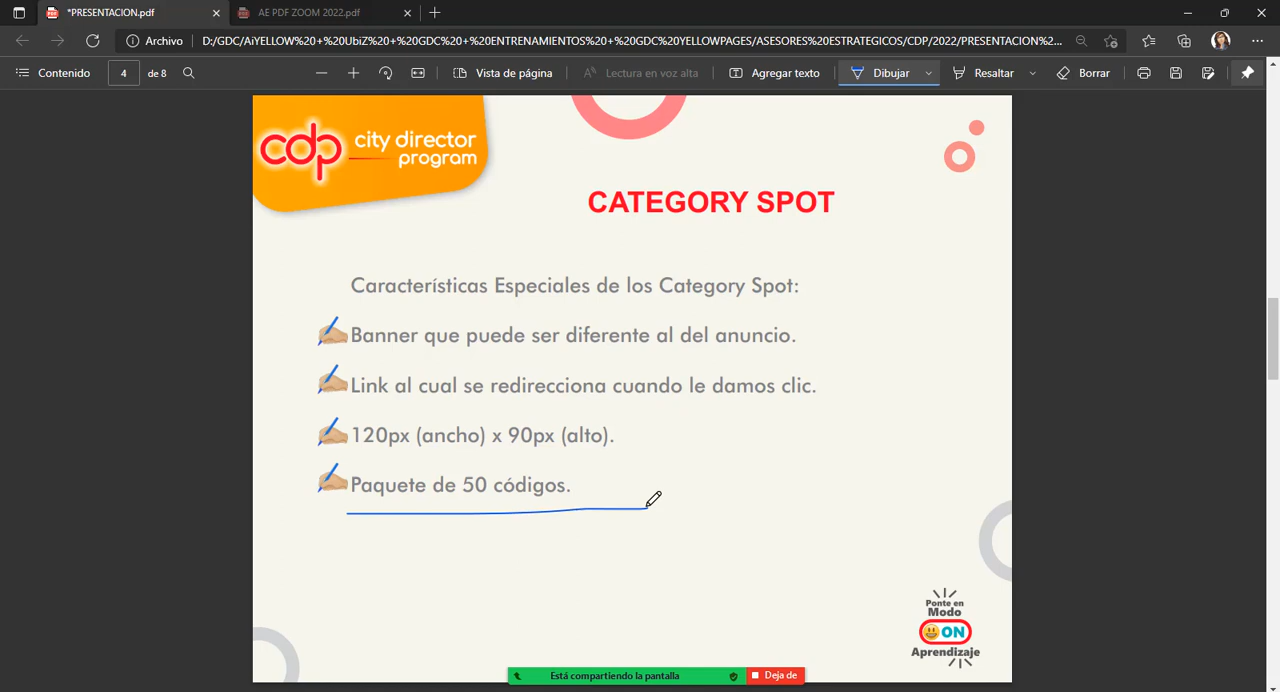 *PRESENTACION.pdf
AE PDF ZOOM 2022.pdf
Archivo
D:/GDC/AiYELLOW%20+%20UbiZ%20+%20GDC%20+%20ENTRENAMIENTOS%20+%20GDC%20YELLOWPAGES/ASESORES%20ESTRATEGICOS/CDP/2022/PRESENTACION%2...
Contenido
4
de 8
Vista de página
Lectura en voz alta
Agregar texto
Dibujar
Resaltar
Borrar
cdp city director
program
CATEGORY SPOT
Características Especiales de los Category Spot:
Banner que puede ser diferente al del anuncio.
Link al cual se redirecciona cuando le damos clic.
120px (ancho) x 90px (alto).
Paquete de 50 códigos.
Ponte en
Modo
ON
Aprendizaje
Está compartiendo la pantalla
Deja de